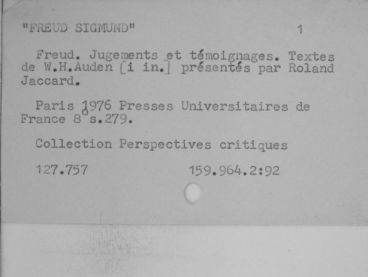 "FREUD SIGMUND" 1
Freud. Jugements et témoignages. Textes
de W.H.Auden [i in.] présentés par Roland
Jaccard.
Paris 1976 Presses Universitaires de
France 8° s.279.
Collection Perspectives critiques
127.757 159.964.2:92